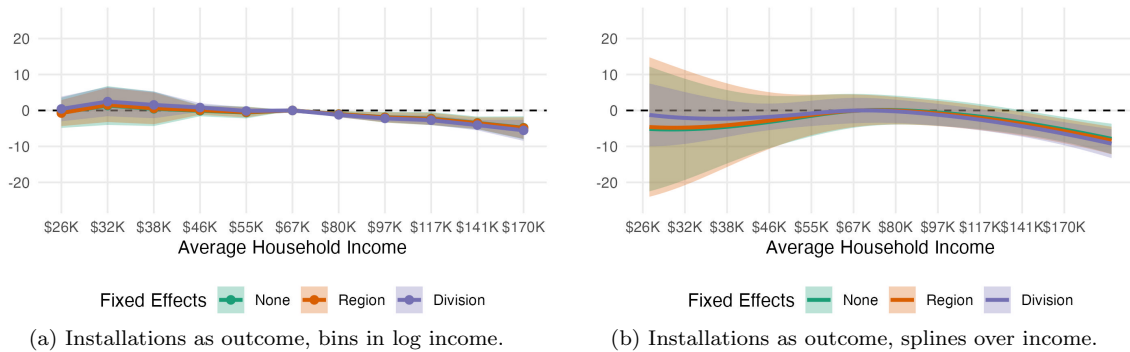 20
10
0
-10
-20
$26K $32K $38K $46K $55K $67K $80K $97K $117K $141K $170K
Average Household Income
Fixed Effects None Region Division
(a) Installations as outcome, bins in log income.
20
10
0
-10
-20
$26K $32K $38K $46K $55K $67K $80K $97K $117K $141K $170K
Average Household Income
Fixed Effects None Region Division
(b) Installations as outcome, splines over income.